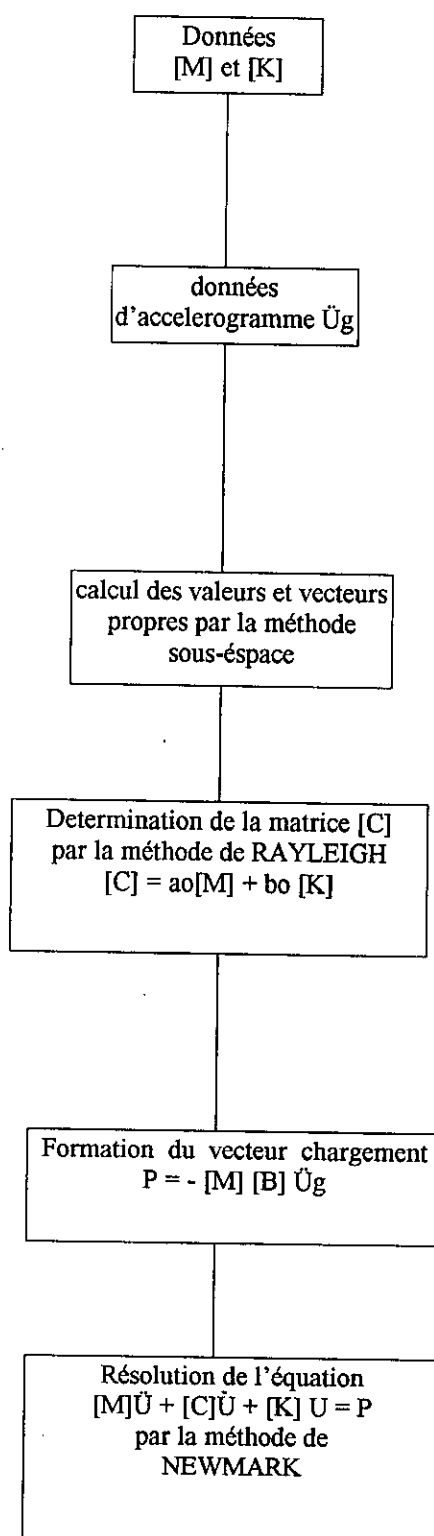 Données
[M] et [K]
données
d'accelerogramme Üg
calcul des valeurs et vecteurs
propres par la méthode
sous-éspace
Determination de la matrice [C]
par la méthode de RAYLEIGH
[C] = ao[M] + bo [K]
Formation du vecteur chargement
P = - [M] [B] Üg
Résolution de l'équation
[M]Ü + [C]U̇ + [K] U = P
par la méthode de
NEWMARK